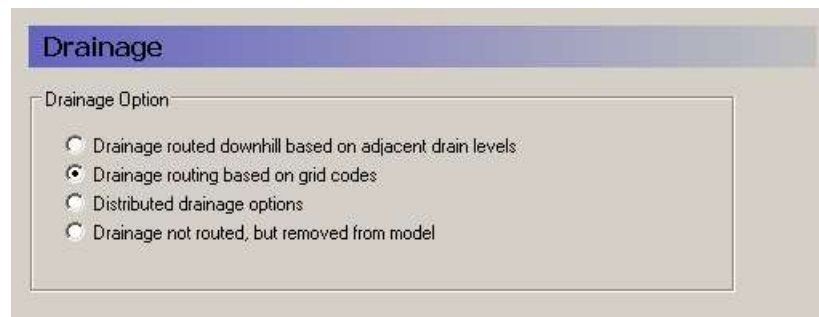 Drainage
Drainage Option
Drainage routed downhill based on adjacent drain levels
Drainage routing based on grid codes
Distributed drainage options
Drainage not routed, but removed from model